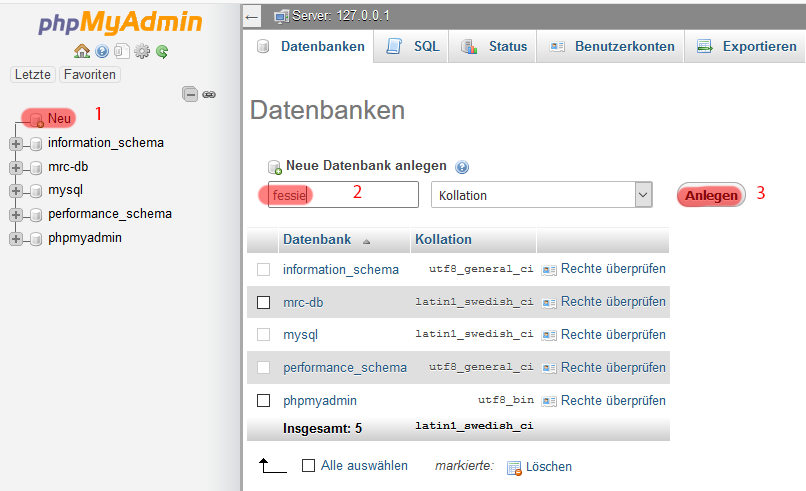 phpMyAdmin
Letzte Favoriten
Neu 1
information_schema
mrc-db
mysql
performance_schema
phpmyadmin
Server: 127.0.0.1
Datenbanken SQL Status Benutzerkonten Exportieren
Datenbanken
Neue Datenbank anlegen
fessie 2 Kollation Anlegen 3
Datenbank Kollation
information_schema utf8_general_ci Rechte überprüfen
mrc-db latin1_swedish_ci Rechte überprüfen
mysql latin1_swedish_ci Rechte überprüfen
performance_schema utf8_general_ci Rechte überprüfen
phpmyadmin utf8_bin Rechte überprüfen
Insgesamt: 5 latin1_swedish_ci
Alle auswählen markierte: Löschen